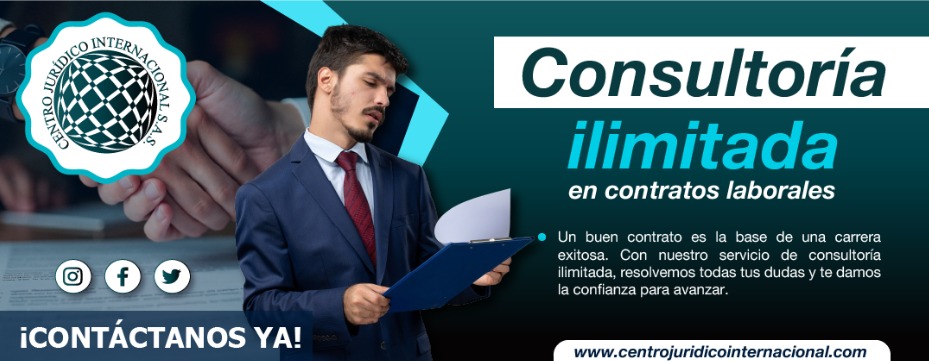 CENTRO JURÍDICO INTERNACIONAL S.A.S.
Consultoría
ilimitada
en contratos laborales
Un buen contrato es la base de una carrera
exitosa. Con nuestro servicio de consultoría
ilimitada, resolvemos todas tus dudas y te damos
la confianza para avanzar.
¡CONTÁCTANOS YA!
www.centrojuridicointernacional.com